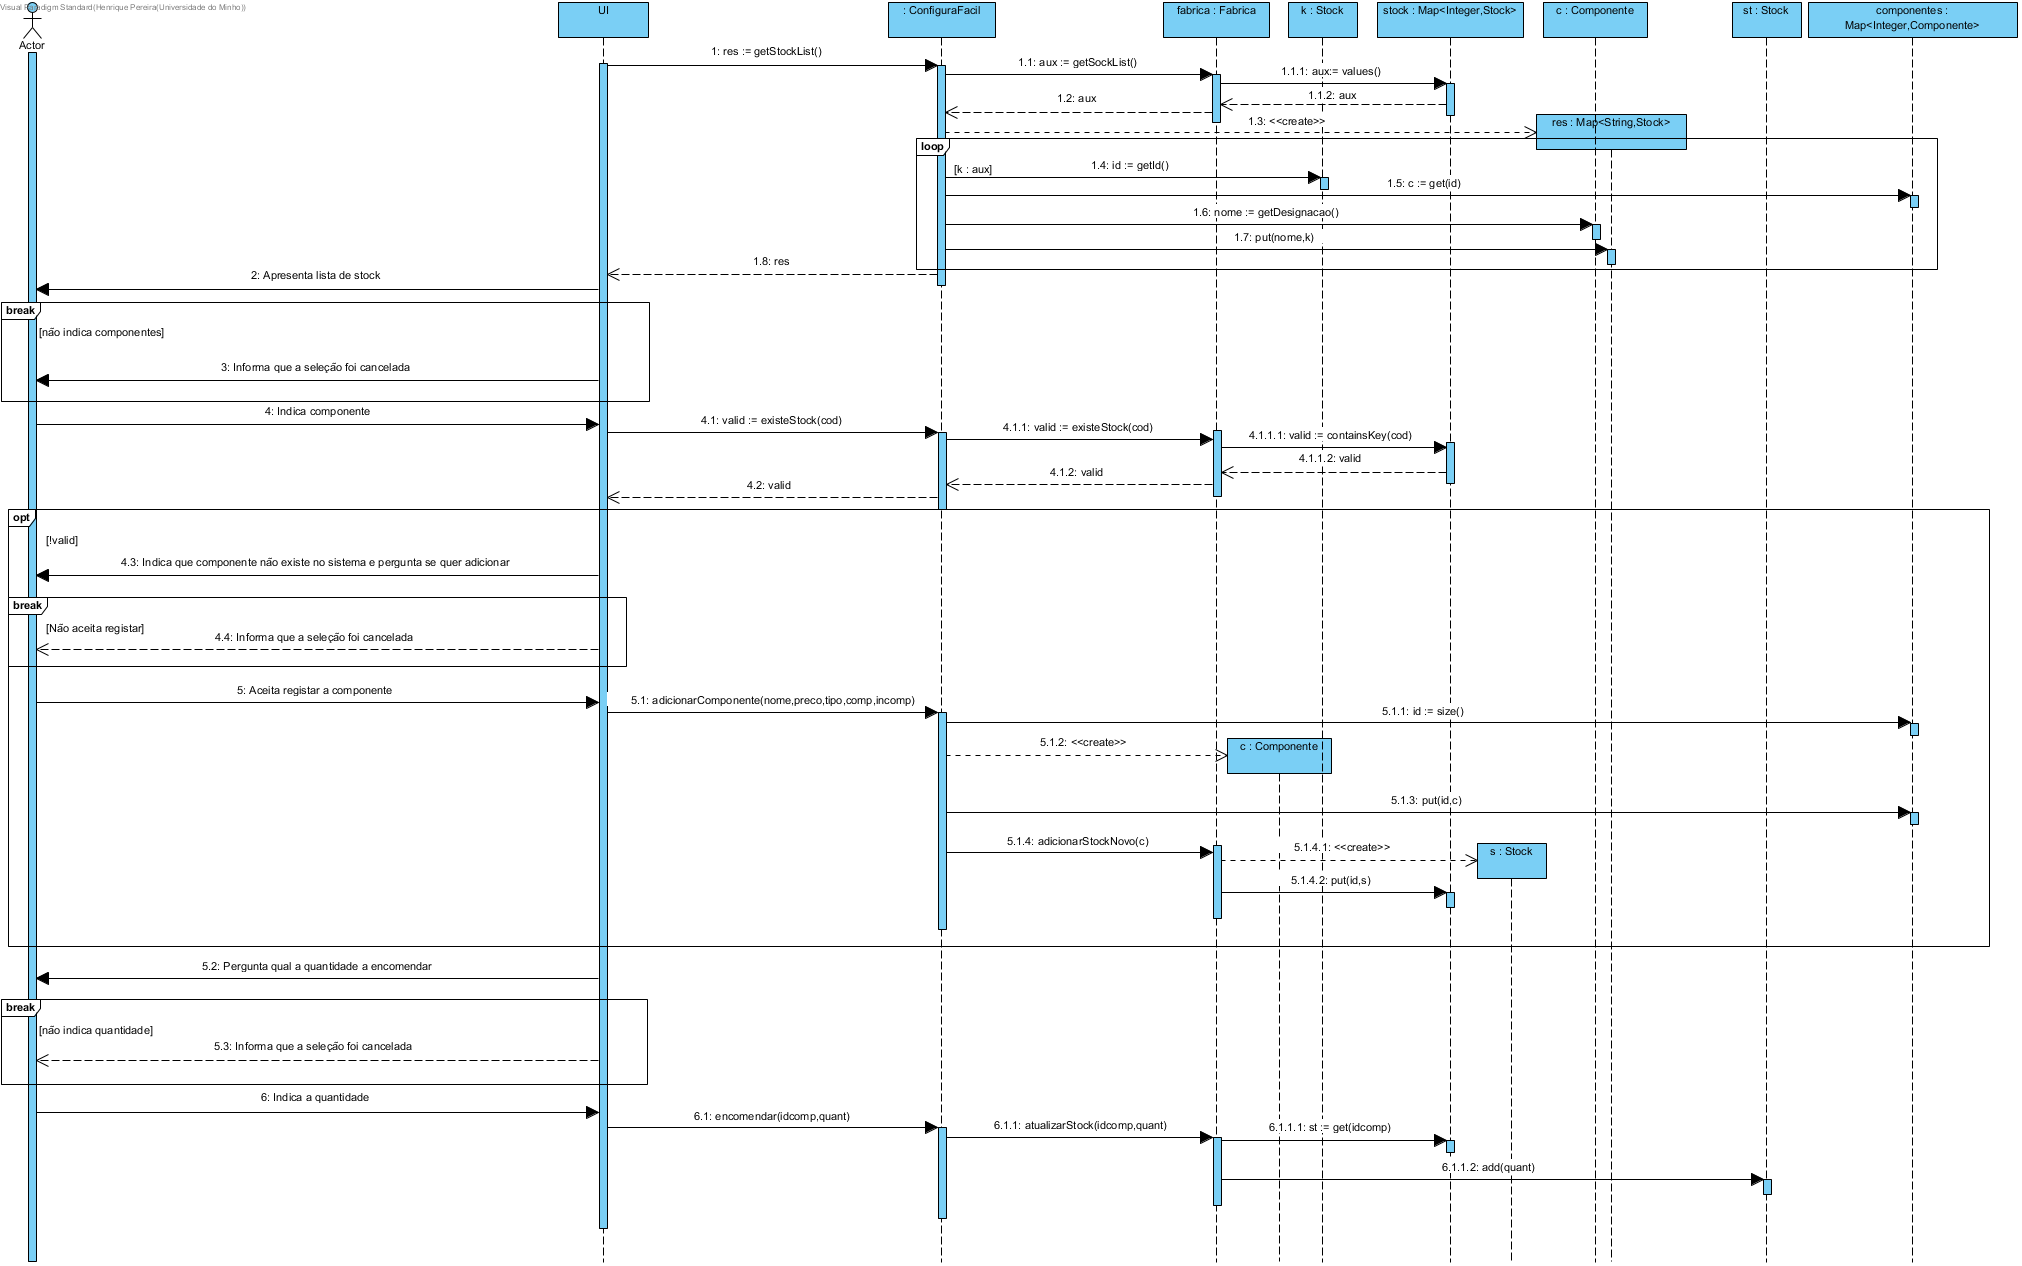 Visual Paradigm Standard(Henrique Pereira(Universidade do Minho))
Actor
UI
: ConfiguraFacil
fabrica : Fabrica
k : Stock
stock : Map<Integer,Stock>
c : Componente
st : Stock
componentes :
Map<Integer,Componente>
1: res := getStockList()
1.1: aux := getSockList()
1.1.1: aux:= values()
1.1.2: aux
1.2: aux
1.3: <<create>>
res : Map<String,Stock>
loop
[k : aux]
1.4: id := getId()
1.5: c := get(id)
1.6: nome := getDesignacao()
1.7: put(nome,k)
1.8: res
2: Apresenta lista de stock
break
[não indica componentes]
3: Informa que a seleção foi cancelada
4: Indica componente
4.1: valid := existeStock(cod)
4.1.1: valid := existeStock(cod)
4.1.1.1: valid := containsKey(cod)
4.1.1.2: valid
4.1.2: valid
4.2: valid
opt
[!valid]
4.3: Indica que componente não existe no sistema e pergunta se quer adicionar
break
[Não aceita registar]
4.4: Informa que a seleção foi cancelada
5: Aceita registar a componente
5.1: adicionarComponente(nome,preco,tipo,comp,incomp)
5.1.1: id := size()
5.1.2: <<create>>
c : Componente
5.1.3: put(id,c)
5.1.4: adicionarStockNovo(c)
5.1.4.1: <<create>>
s : Stock
5.1.4.2: put(id,s)
5.2: Pergunta qual a quantidade a encomendar
break
[não indica quantidade]
5.3: Informa que a seleção foi cancelada
6: Indica a quantidade
6.1: encomendar(idcomp,quant)
6.1.1: atualizarStock(idcomp,quant)
6.1.1.1: st := get(idcomp)
6.1.1.2: add(quant)